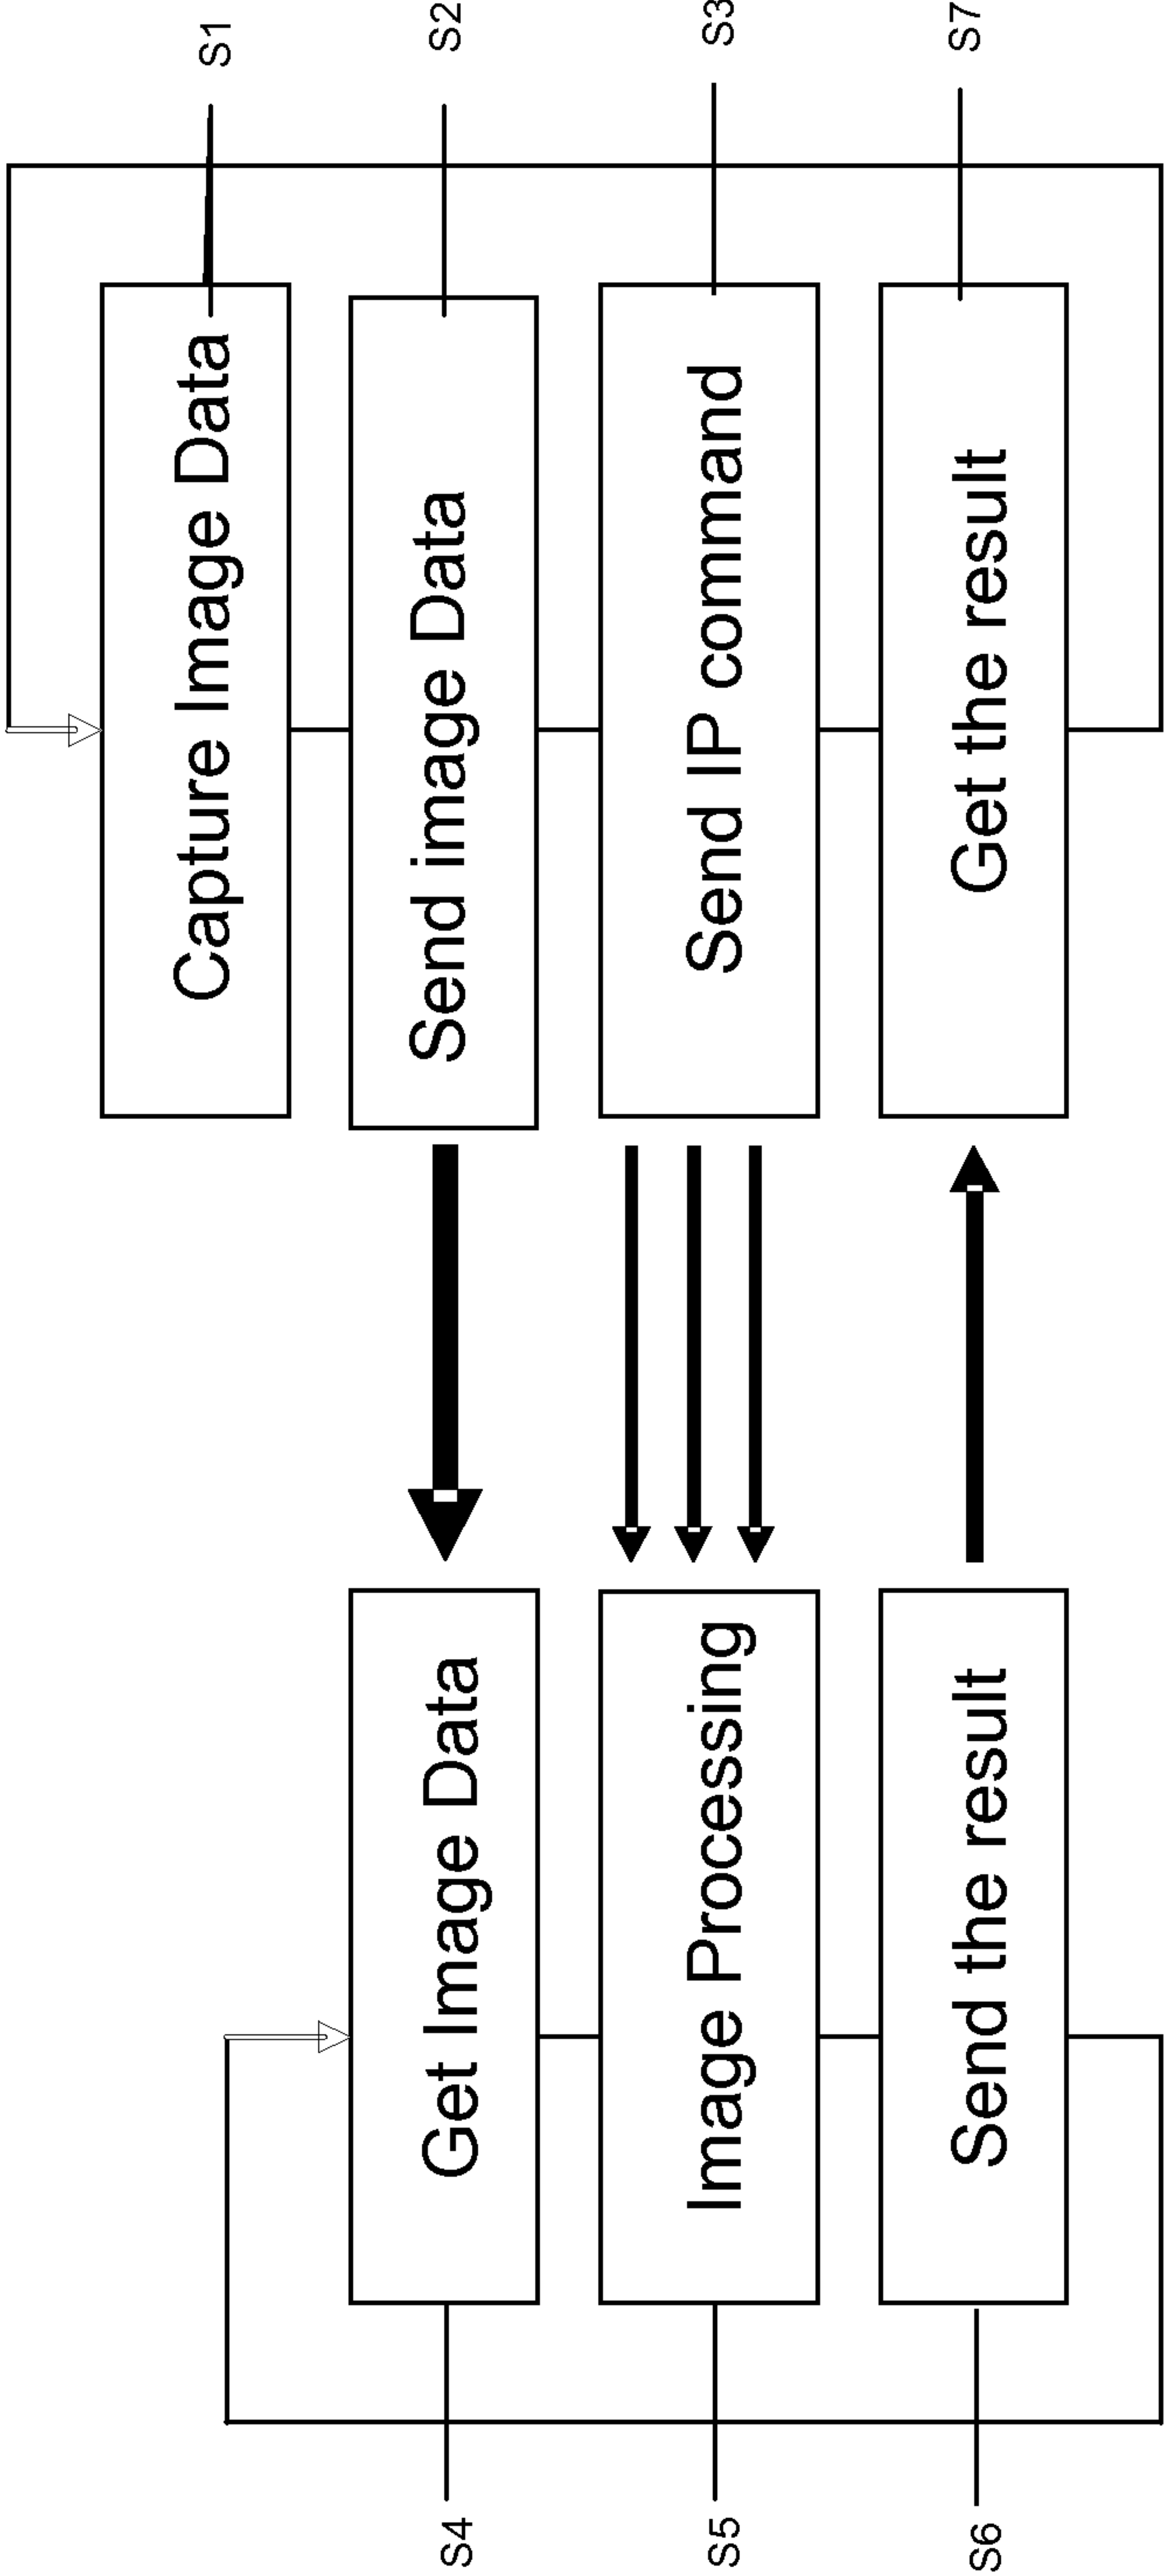 S1
Capture Image Data
S2
Send image Data
S3
Send IP command
S7
Get the result
S4
Get Image Data
S5
Image Processing
S6
Send the result